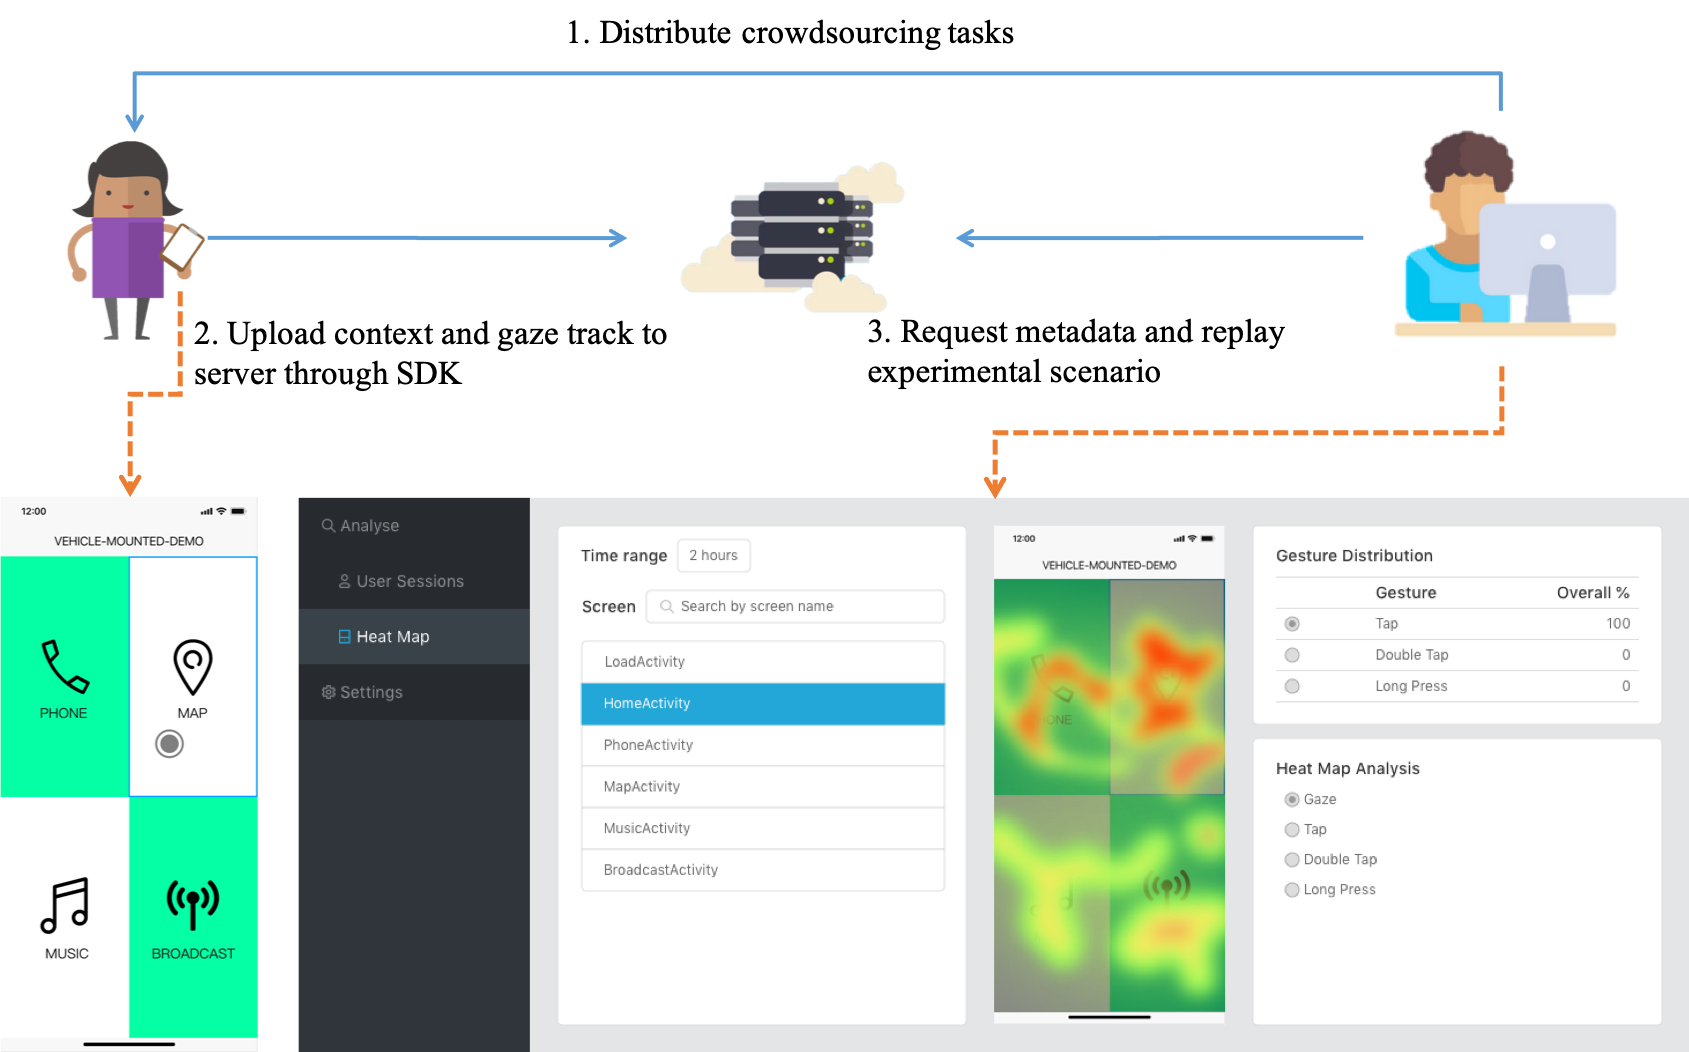 1. Distribute crowdsourcing tasks
2. Upload context and gaze track to
server through SDK
3. Request metadata and replay
experimental scenario
12:00
VEHICLE-MOUNTED-DEMO
PHONE
MAP
MUSIC
BROADCAST
Analyse
User Sessions
Heat Map
Settings
Time range
2 hours
Screen
Search by screen name
LoadActivity
HomeActivity
PhoneActivity
MapActivity
MusicActivity
BroadcastActivity
12:00
VEHICLE-MOUNTED-DEMO
ONE
Gesture Distribution
Gesture Overall %
Tap 100
Double Tap 0
Long Press 0
Heat Map Analysis
Gaze
Tap
Double Tap
Long Press